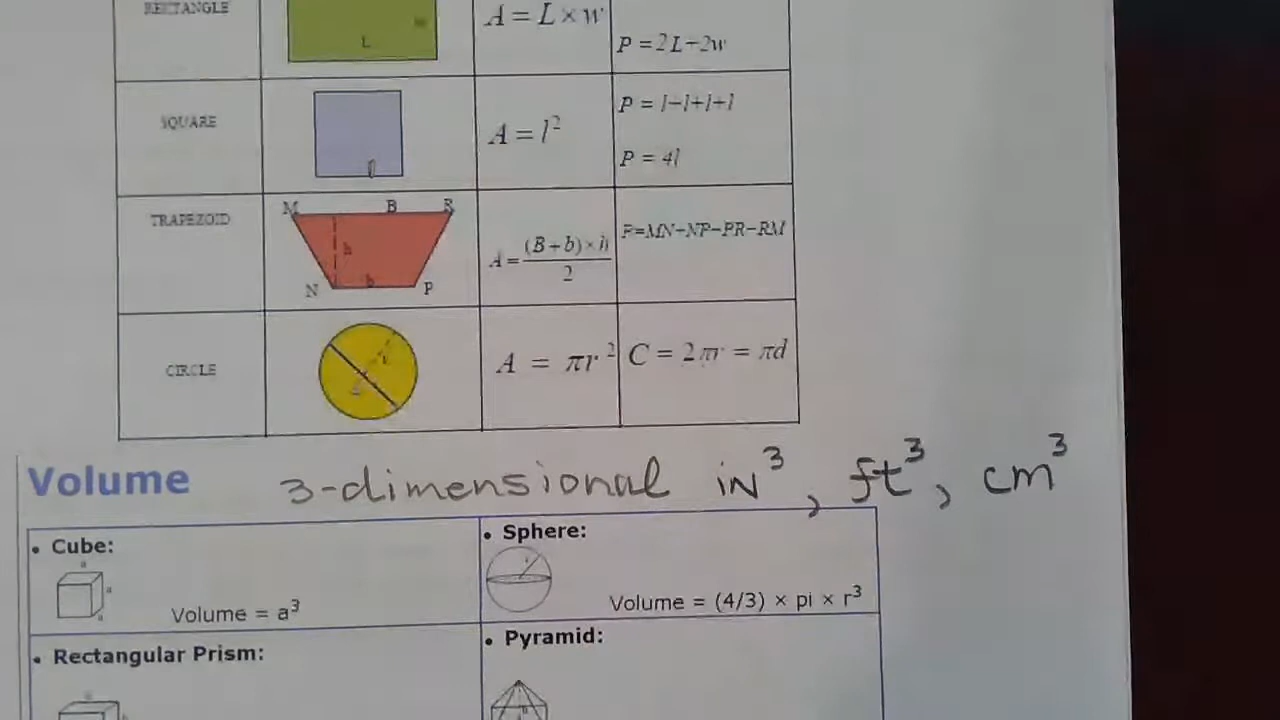 RECTANGLE
w
L
A = L × w
P = 2L+2w
SQUARE
l
A = l²
P = l+l+l+l
P = 4l
TRAPEZOID
M B R
h
b
N P
A = (B+b)×h / 2
P=MN+NP+PR+RM
CIRCLE
r
A = πr²
C = 2πr = πd
Volume 3-dimensional in³, ft³, cm³
• Cube:
a
a
a
Volume = a³
• Sphere:
r
Volume = (4/3) × pi × r³
• Rectangular Prism:
• Pyramid: